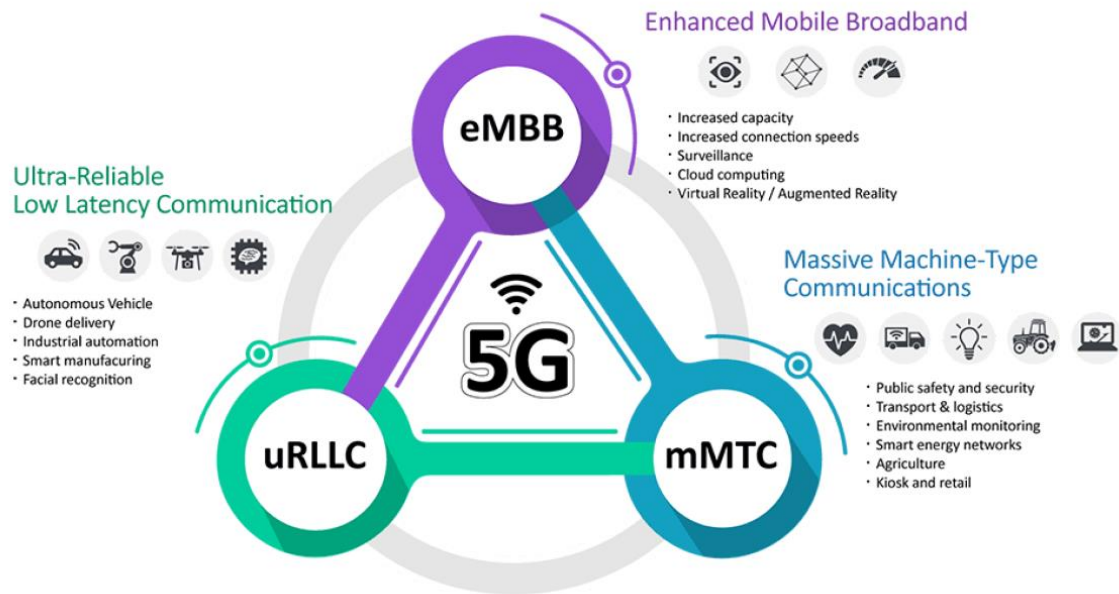 Enhanced Mobile Broadband
・Increased capacity
・Increased connection speeds
・Surveillance
・Cloud computing
・Virtual Reality / Augmented Reality
eMBB
Ultra-Reliable
Low Latency Communication
・Autonomous Vehicle
・Drone delivery
・Industrial automation
・Smart manufacuring
・Facial recognition
5G
Massive Machine-Type
Communications
・Public safety and security
・Transport & logistics
・Environmental monitoring
・Smart energy networks
・Agriculture
・Kiosk and retail
uRLLC
mMTC